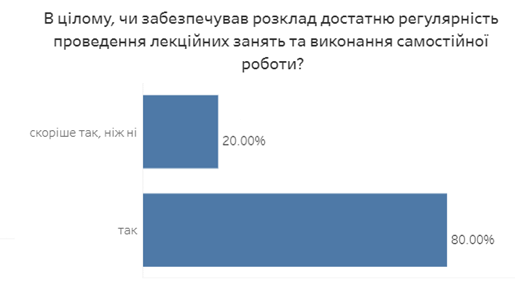 В цілому, чи забезпечував розклад достатню регулярність
проведення лекційних занять та виконання самостійної
роботи?
скоріше так, ніж ні
20.00%
так
80.00%